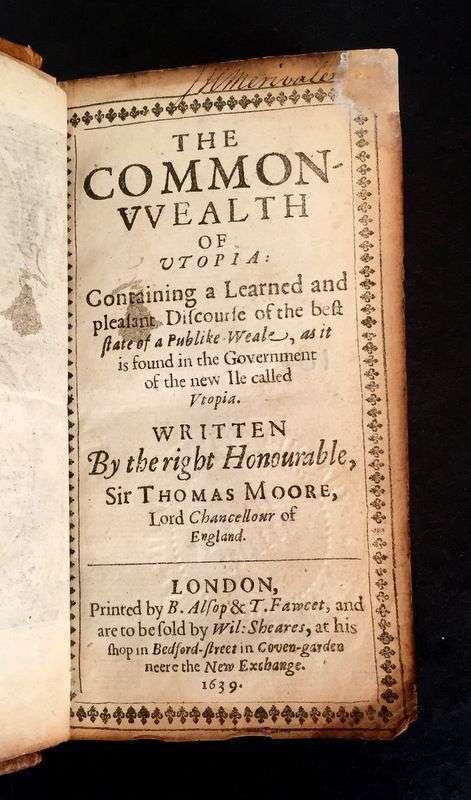 JHMerivale
THE
COMMON-
VVEALTH
OF
VTOPIA:
Containing a Learned and
pleaſant Diſcourſe of the beſt
ſtate of a Publike Weale, as it
is found in the Government
of the new Ile called
Vtopia.
WRITTEN
By the right Honourable,
Sir THOMAS MOORE,
Lord Chancellour of
England.
LONDON,
Printed by B. Alſop & T. Fawcet, and
are to be ſold by Wil: Sheares, at his
ſhop in Bedford-ſtreet in Coven-garden
neere the New Exchange.
1639.